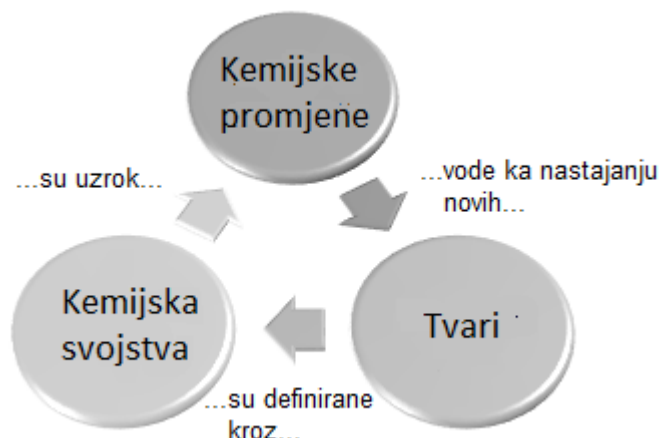 Kemijske
promjene
...su uzrok...
...vode ka nastajanju
novih...
Kemijska
svojstva
Tvari
...su definirane
kroz...